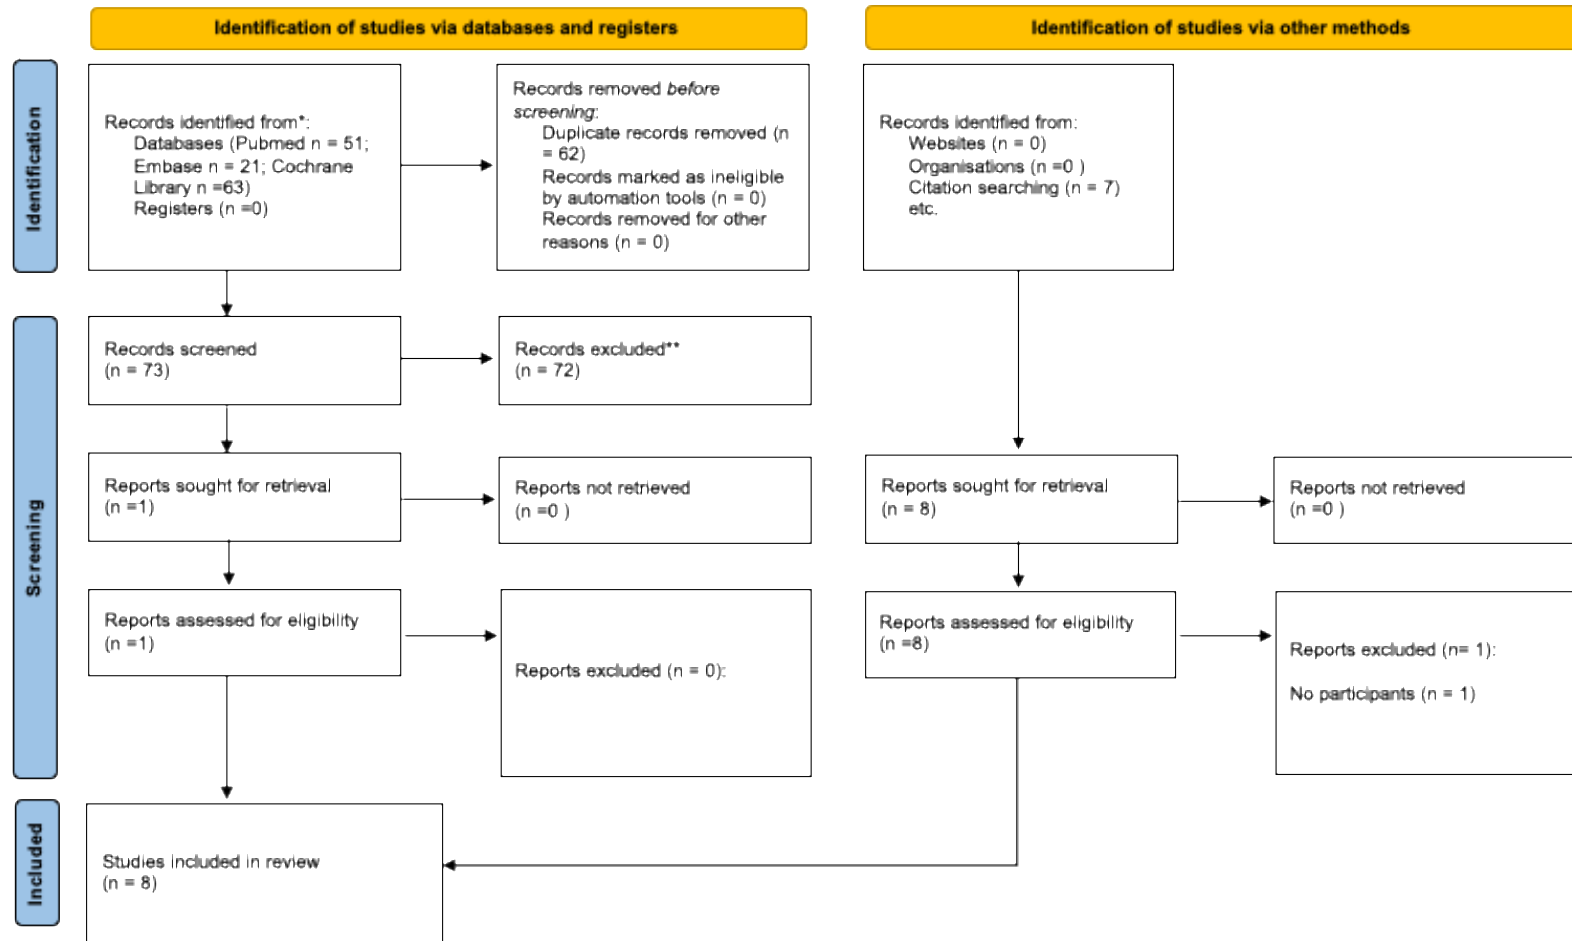 Identification of studies via databases and registers
Identification of studies via other methods
Identification
Records identified from*:
Databases (Pubmed n = 51;
Embase n = 21; Cochrane
Library n =63)
Registers (n =0)
Records removed before
screening:
Duplicate records removed (n
= 62)
Records marked as ineligible
by automation tools (n = 0)
Records removed for other
reasons (n = 0)
Records identified from:
Websites (n = 0)
Organisations (n =0 )
Citation searching (n = 7)
etc.
Screening
Records screened
(n = 73)
Records excluded**
(n = 72)
Reports sought for retrieval
(n =1)
Reports not retrieved
(n =0 )
Reports sought for retrieval
(n = 8)
Reports not retrieved
(n =0 )
Reports assessed for eligibility
(n =1)
Reports excluded (n = 0):
Reports assessed for eligibility
(n =8)
Reports excluded (n= 1):
No participants (n = 1)
Included
Studies included in review
(n = 8)